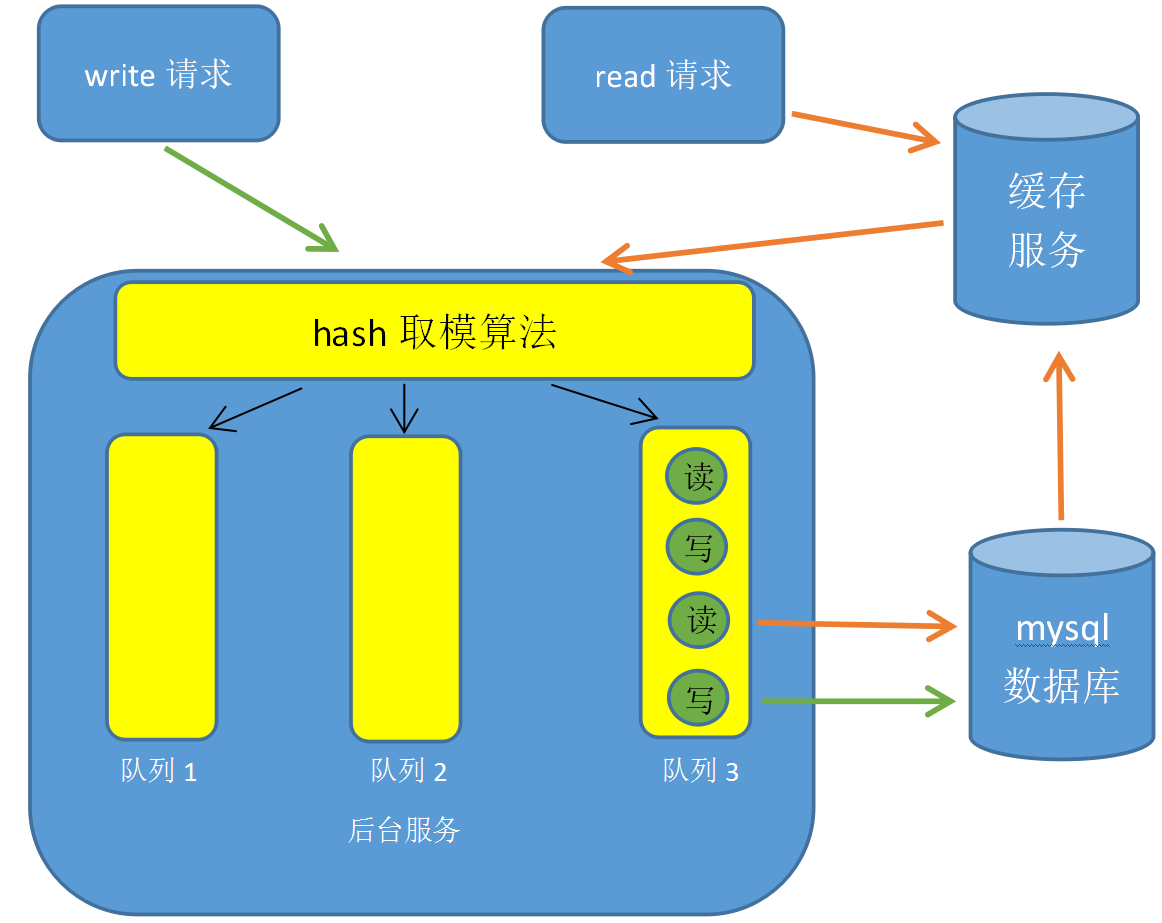 write 请求
read 请求
缓存
服务
hash 取模算法
读
写
读
写
mysql
数据库
队列 1
队列 2
队列 3
后台服务